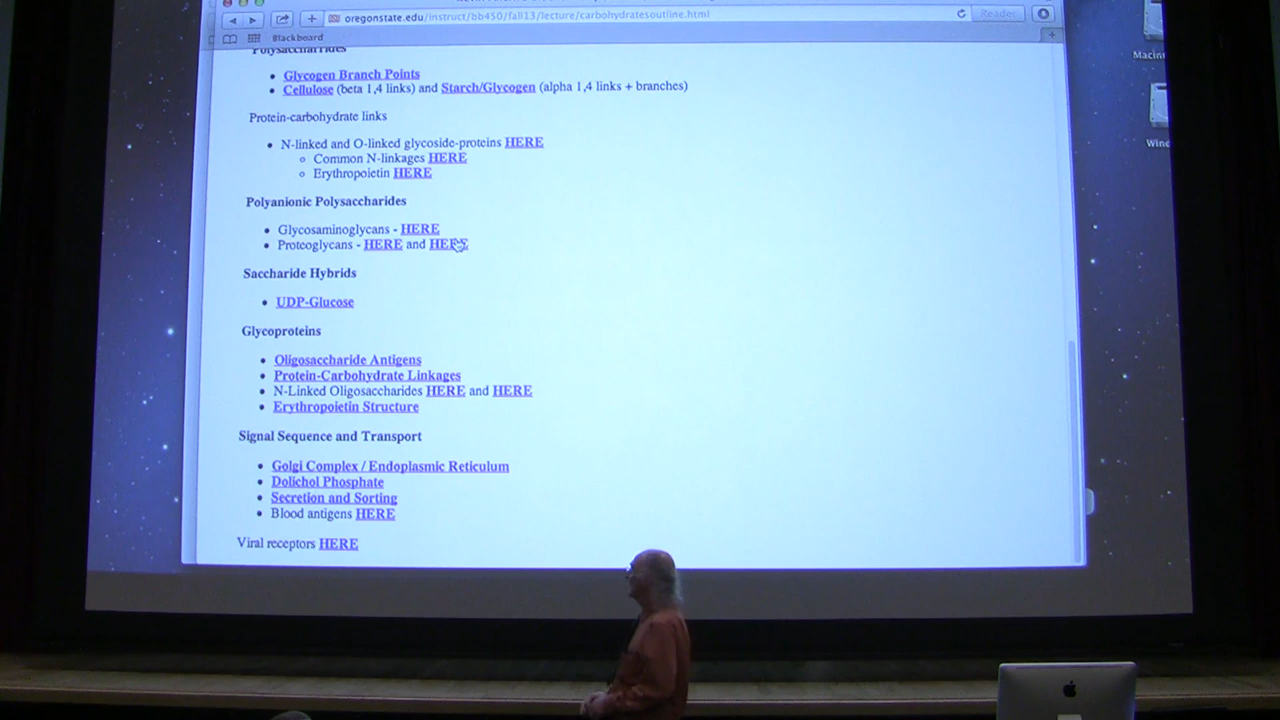 oregonstate.edu/instruct/bb450/fall13/lecture/carbohydratesoutline.html
Reader
Blackboard
Macin
Polysaccharides
Glycogen Branch Points
Cellulose (beta 1,4 links) and Starch/Glycogen (alpha 1,4 links + branches)
Wind
Protein-carbohydrate links
N-linked and O-linked glycoside-proteins HERE
Common N-linkages HERE
Erythropoietin HERE
Polyanionic Polysaccharides
Glycosaminoglycans - HERE
Proteoglycans - HERE and HERE
Saccharide Hybrids
UDP-Glucose
Glycoproteins
Oligosaccharide Antigens
Protein-Carbohydrate Linkages
N-Linked Oligosaccharides HERE and HERE
Erythropoietin Structure
Signal Sequence and Transport
Golgi Complex / Endoplasmic Reticulum
Dolichol Phosphate
Secretion and Sorting
Blood antigens HERE
Viral receptors HERE